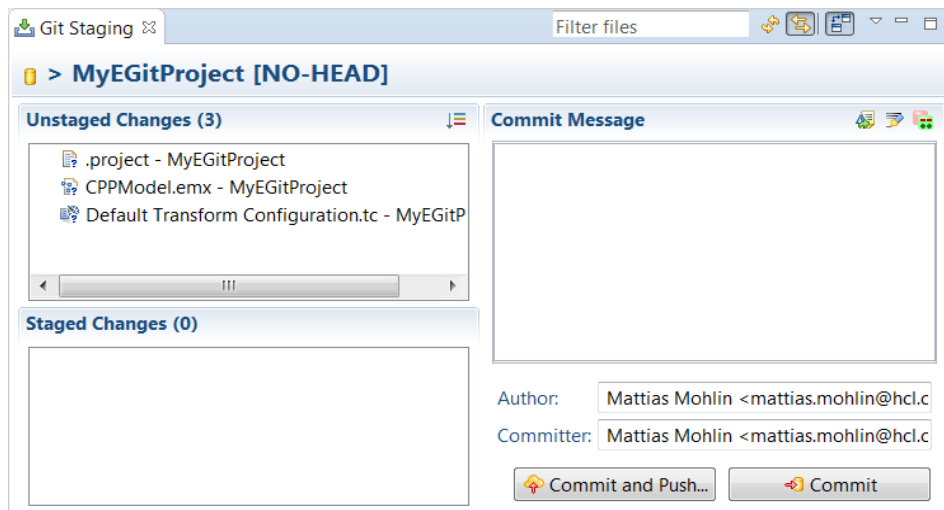 Git Staging
Filter files
> MyEGitProject [NO-HEAD]
Unstaged Changes (3)
.project - MyEGitProject
CPPModel.emx - MyEGitProject
Default Transform Configuration.tc - MyEGitP
Staged Changes (0)
Commit Message
Author: Mattias Mohlin <mattias.mohlin@hcl.c
Committer: Mattias Mohlin <mattias.mohlin@hcl.c
Commit and Push...
Commit